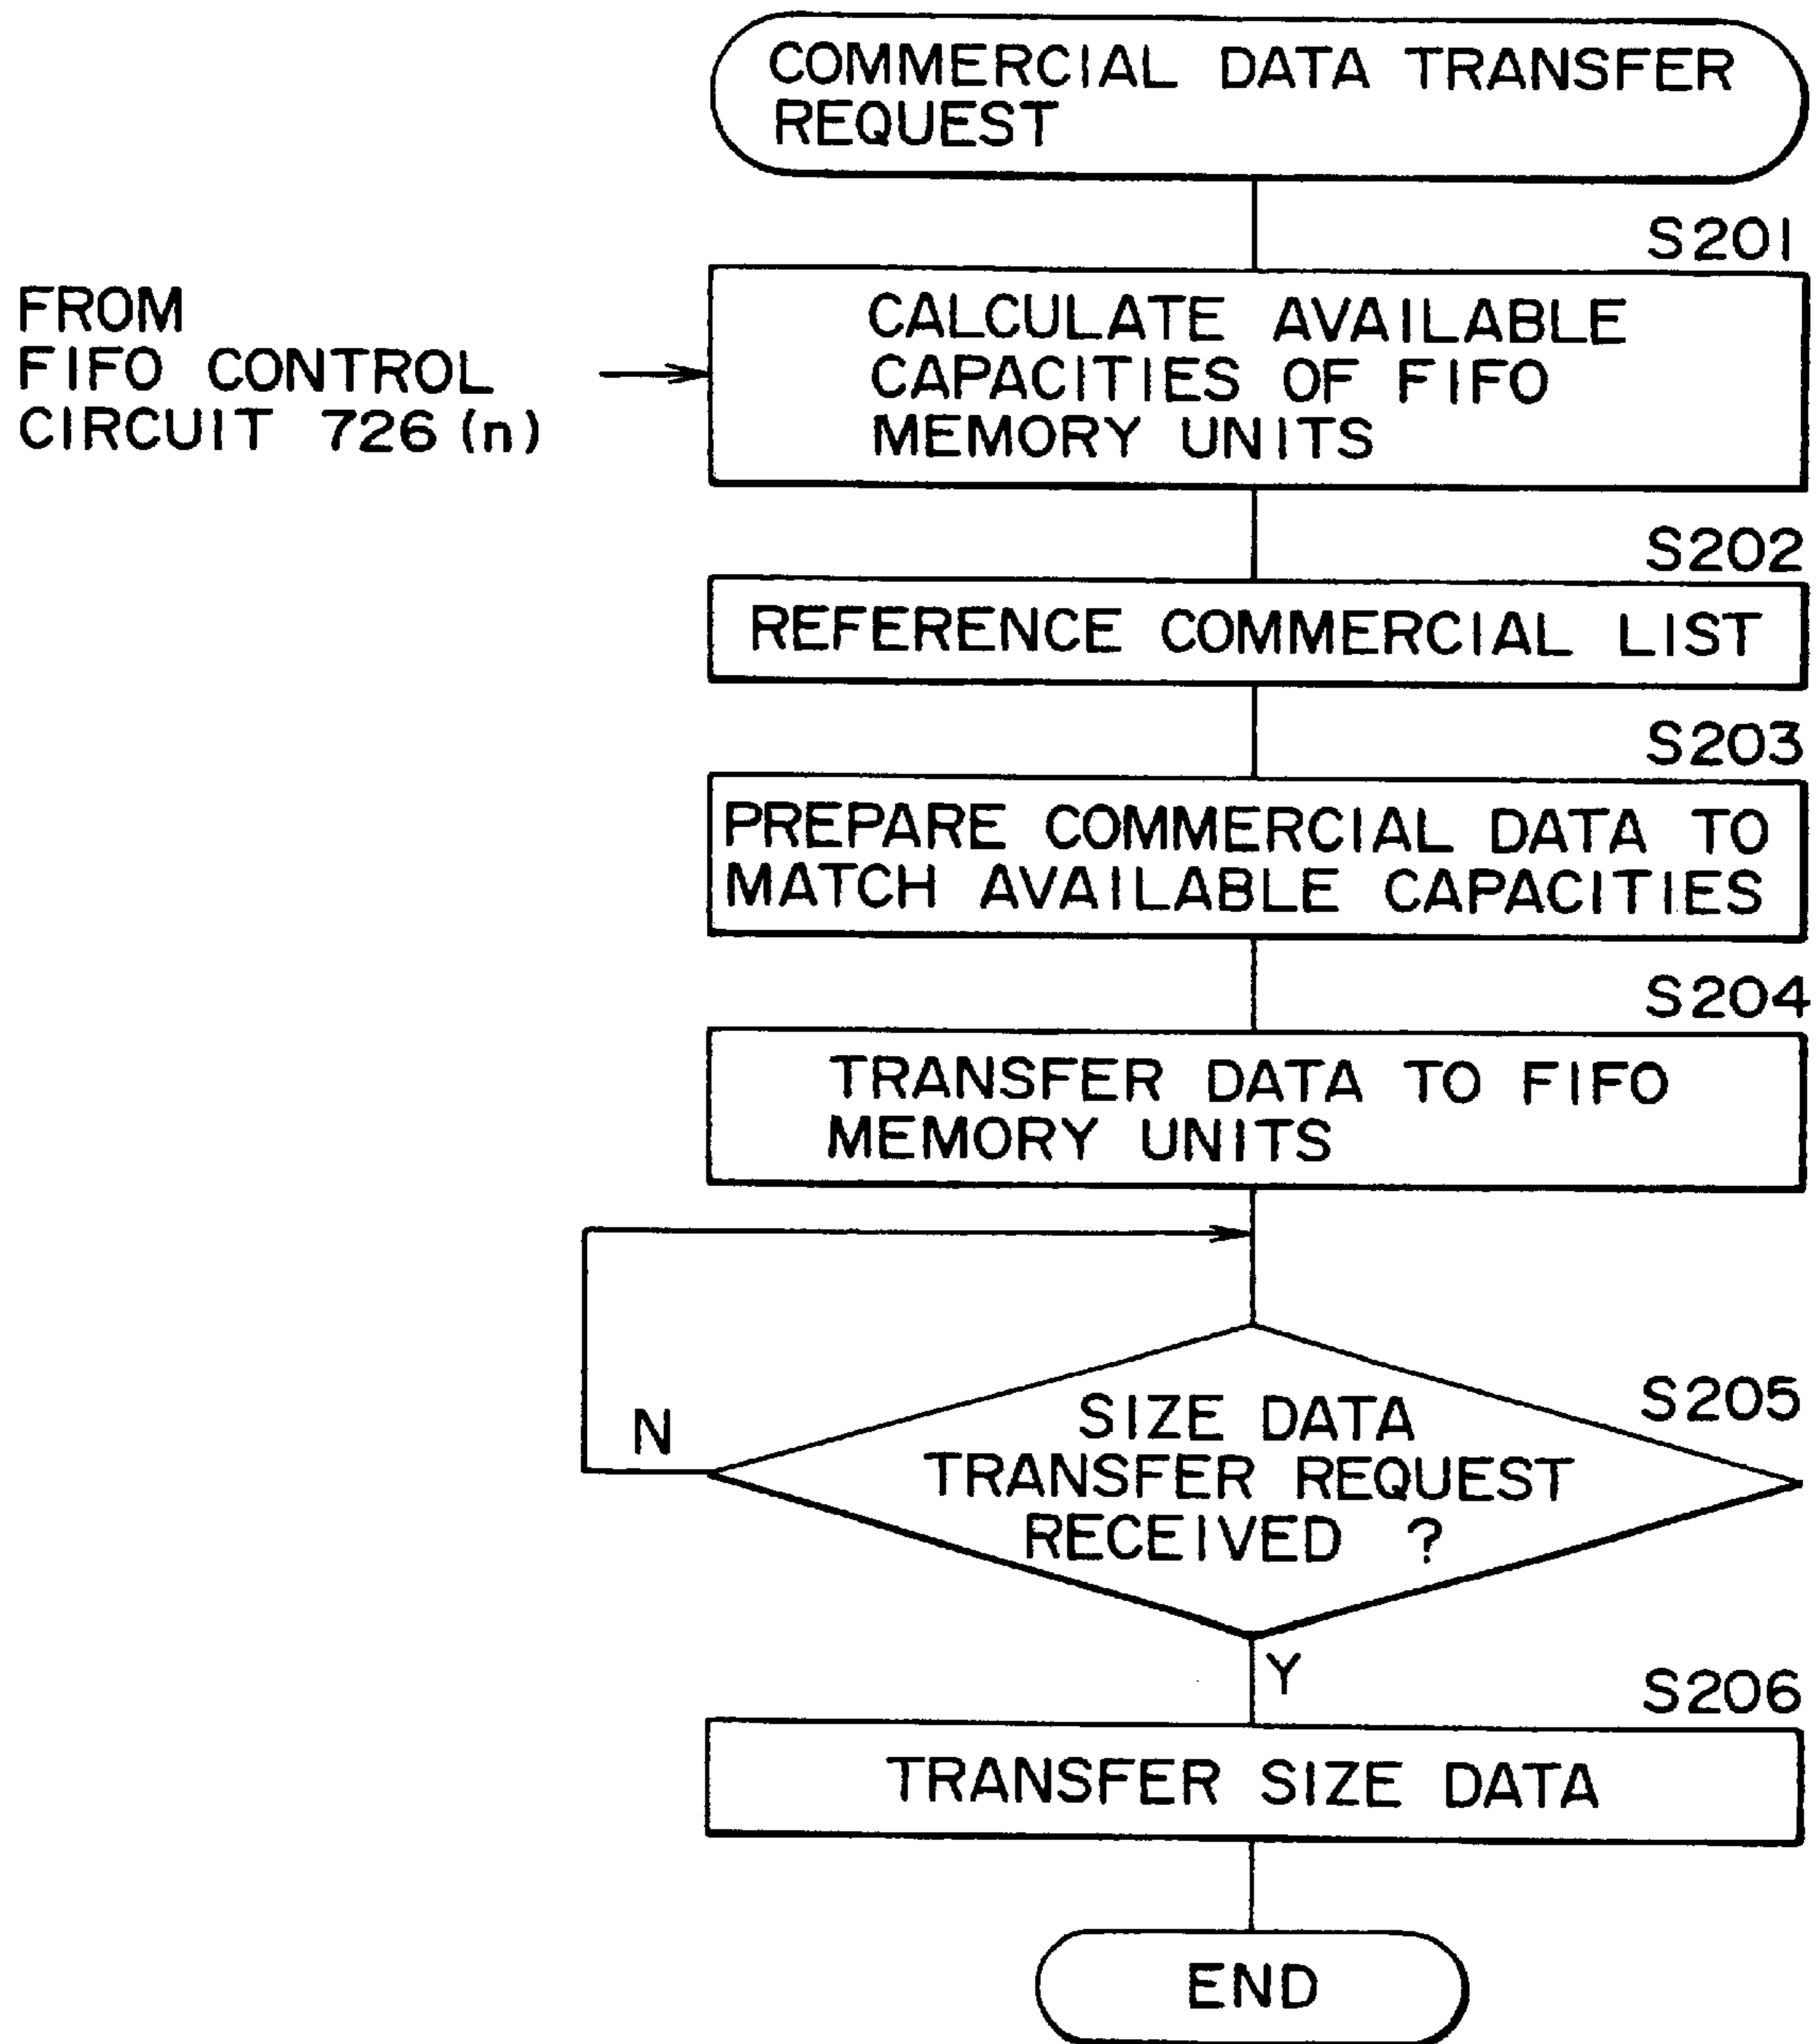 COMMERCIAL DATA TRANSFER
REQUEST
S201
FROM
FIFO CONTROL
CIRCUIT 726 (n)
CALCULATE AVAILABLE
CAPACITIES OF FIFO
MEMORY UNITS
S202
REFERENCE COMMERCIAL LIST
S203
PREPARE COMMERCIAL DATA TO
MATCH AVAILABLE CAPACITIES
S204
TRANSFER DATA TO FIFO
MEMORY UNITS
S205
N
SIZE DATA
TRANSFER REQUEST
RECEIVED ?
Y
S206
TRANSFER SIZE DATA
END